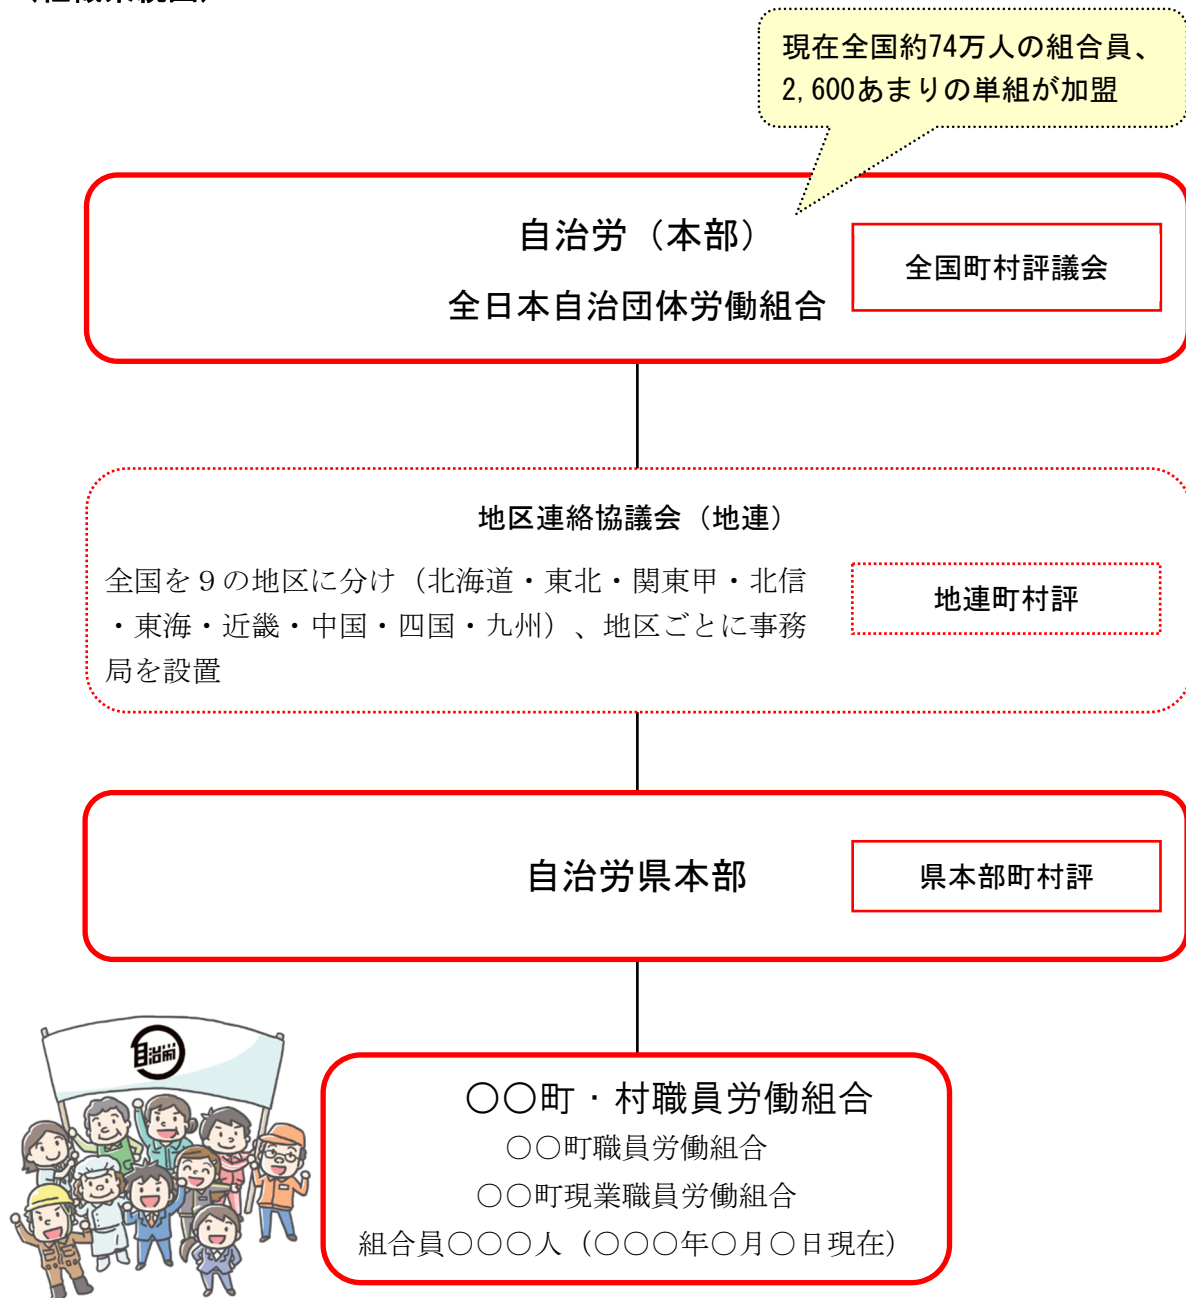 現在全国約74万人の組合員、
2,600あまりの単組が加盟
自治労（本部）
全日本自治団体労働組合
全国町村評議会
地区連絡協議会（地連）
全国を９の地区に分け（北海道・東北・関東甲・北信
・東海・近畿・中国・四国・九州）、地区ごとに事務
局を設置
地連町村評
自治労県本部
県本部町村評
自治労
〇〇町・村職員労働組合
〇〇町職員労働組合
〇〇町現業職員労働組合
組合員〇〇〇人（〇〇〇年〇月〇日現在）